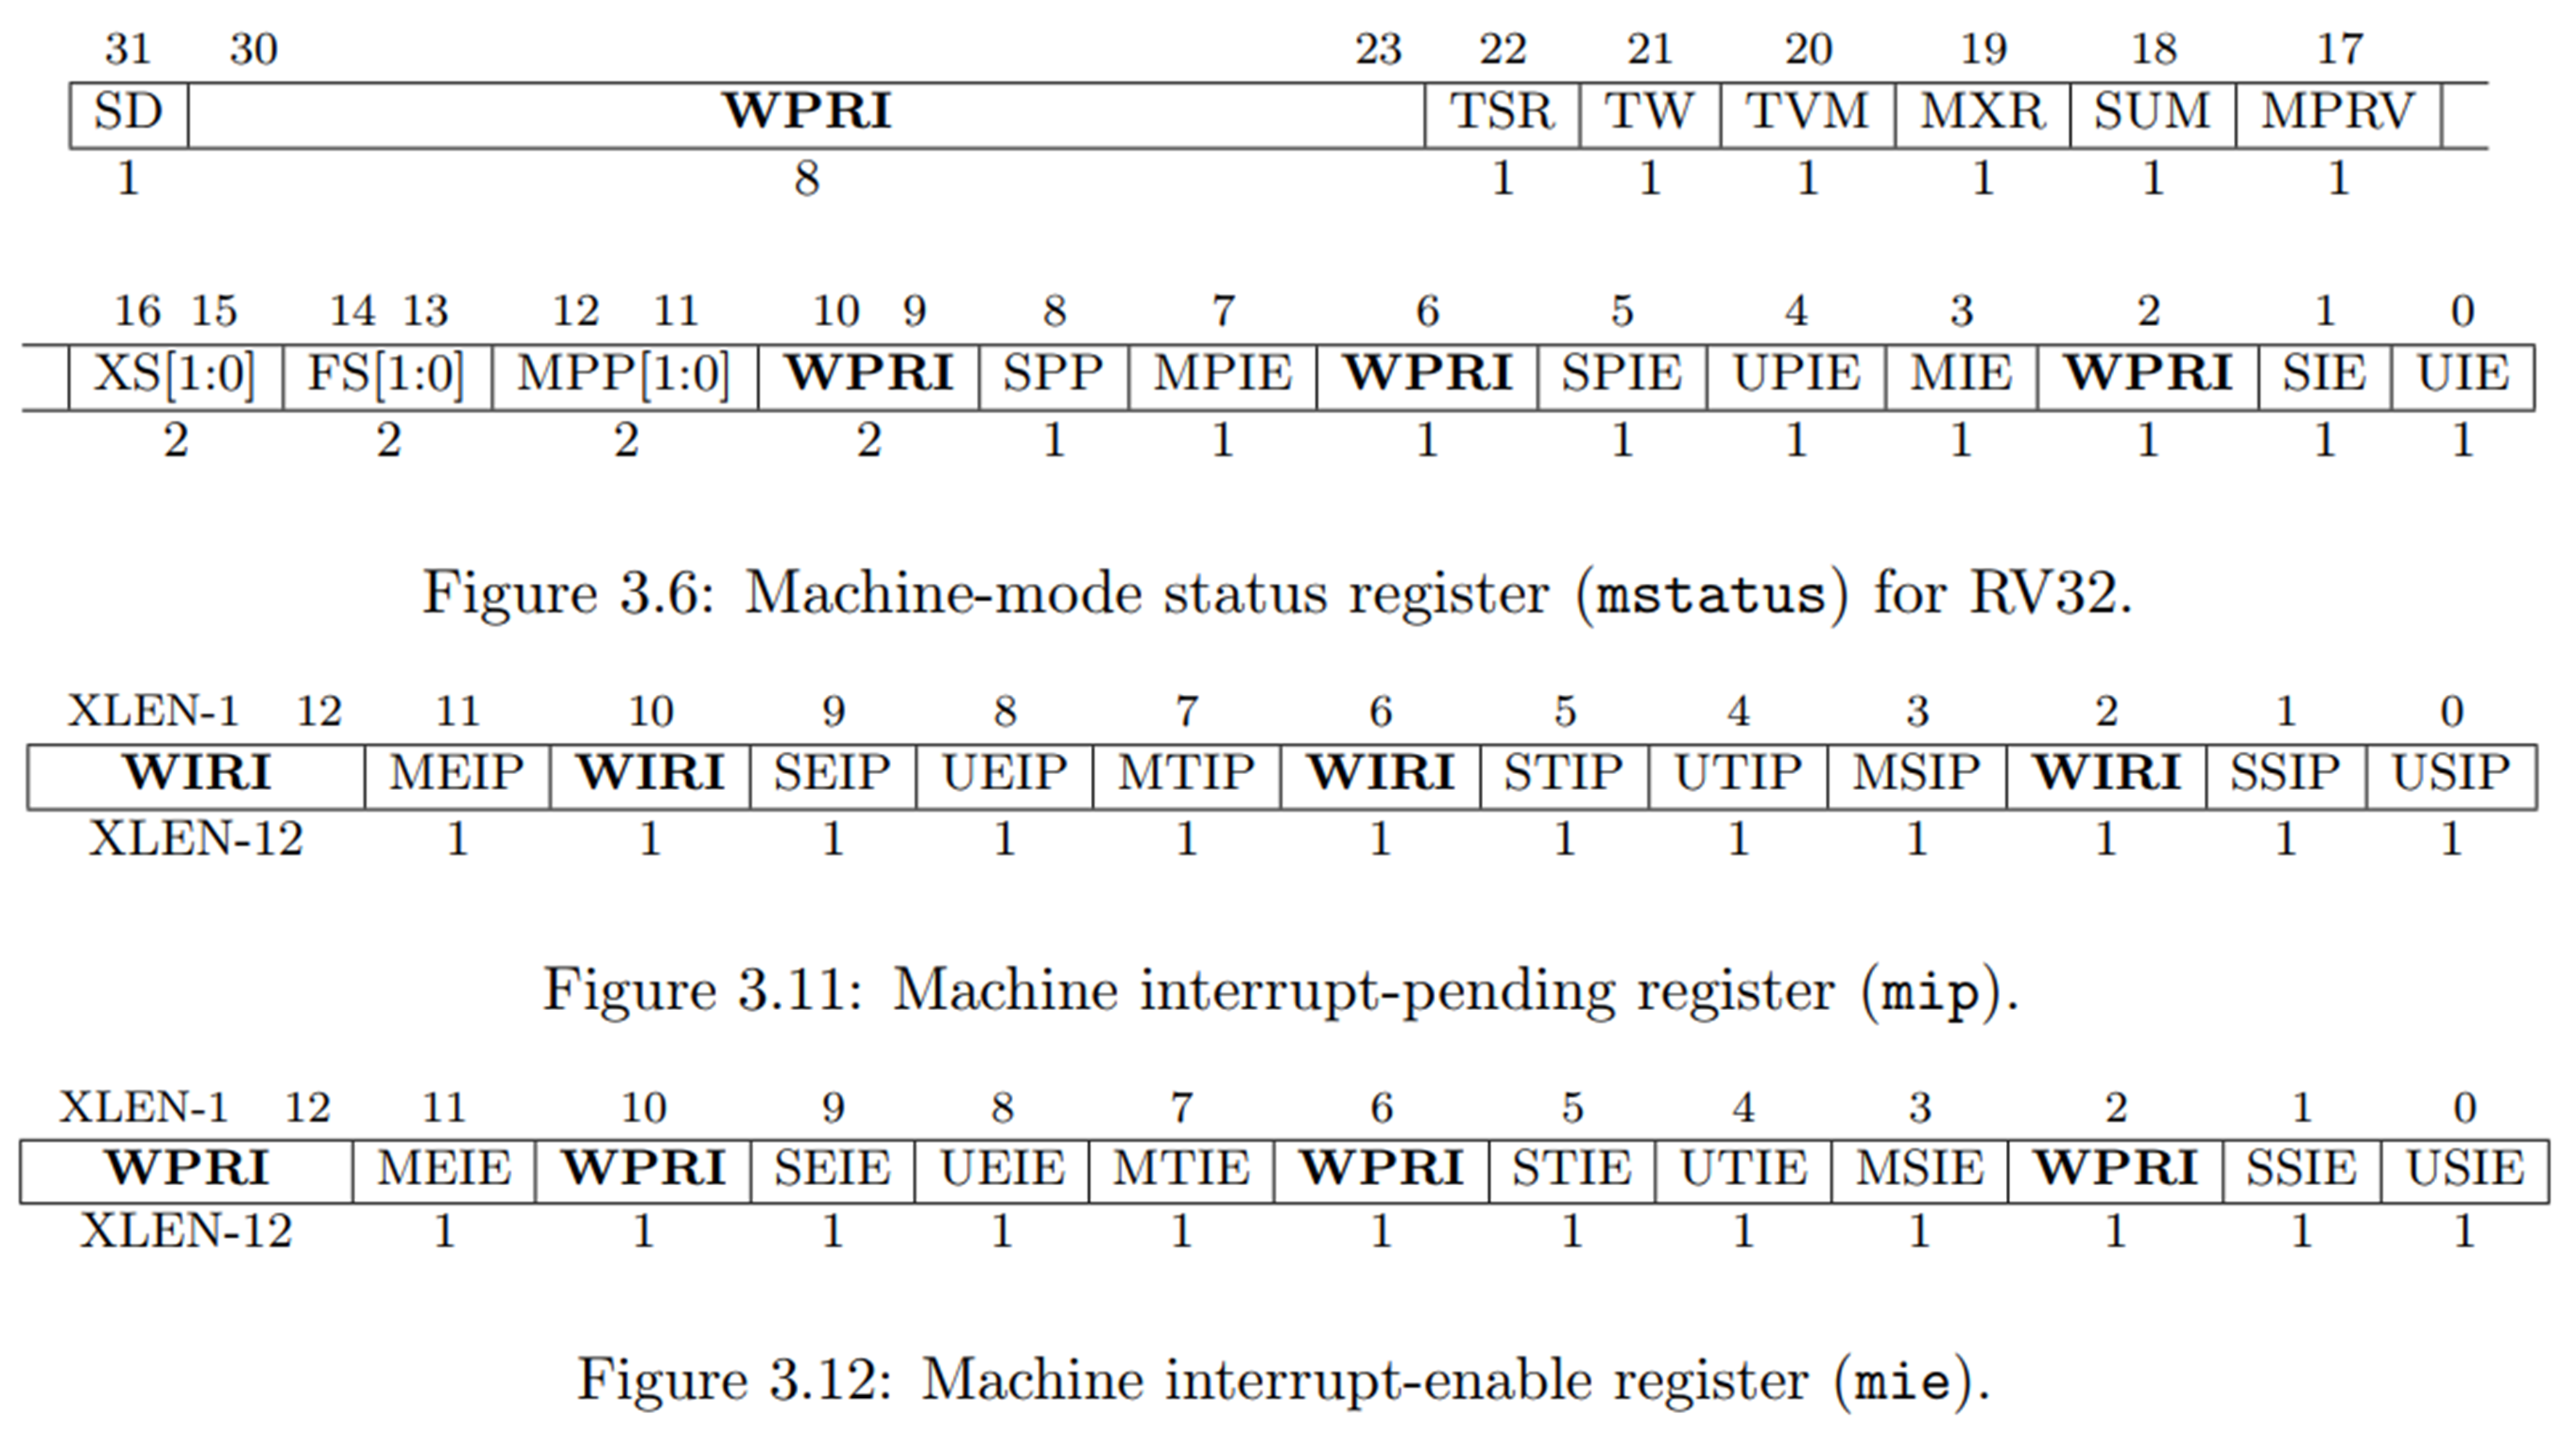 31 30 23 22 21 20 19 18 17
SD WPRI TSR TW TVM MXR SUM MPRV
1 8 1 1 1 1 1 1
16 15 14 13 12 11 10 9 8 7 6 5 4 3 2 1 0
XS[1:0] FS[1:0] MPP[1:0] WPRI SPP MPIE WPRI SPIE UPIE MIE WPRI SIE UIE
2 2 2 2 1 1 1 1 1 1 1 1 1
Figure 3.6: Machine-mode status register (mstatus) for RV32.
XLEN-1 12 11 10 9 8 7 6 5 4 3 2 1 0
WIRI MEIP WIRI SEIP UEIP MTIP WIRI STIP UTIP MSIP WIRI SSIP USIP
XLEN-12 1 1 1 1 1 1 1 1 1 1 1 1
Figure 3.11: Machine interrupt-pending register (mip).
XLEN-1 12 11 10 9 8 7 6 5 4 3 2 1 0
WPRI MEIE WPRI SEIE UEIE MTIE WPRI STIE UTIE MSIE WPRI SSIE USIE
XLEN-12 1 1 1 1 1 1 1 1 1 1 1 1
Figure 3.12: Machine interrupt-enable register (mie).